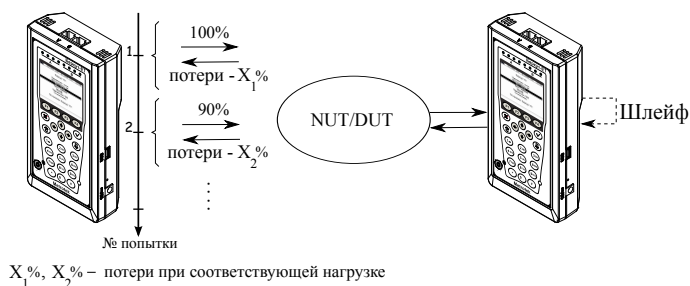 100%
1
потери - X1%
90%
2
потери - X2%
NUT/DUT
Шлейф
№ попытки
X1%, X2% – потери при соответствующей нагрузке